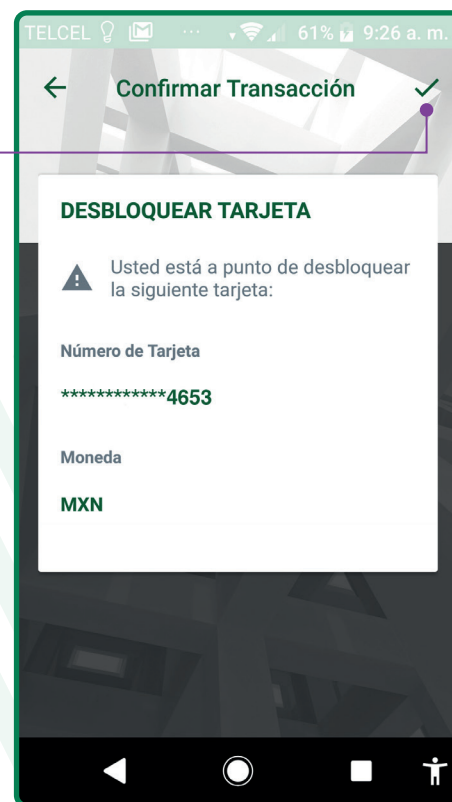 TELCEL ... 61% 9:26 a. m.
Confirmar Transacción
DESBLOQUEAR TARJETA
Usted está a punto de desbloquear
la siguiente tarjeta:
Número de Tarjeta
************4653
Moneda
MXN